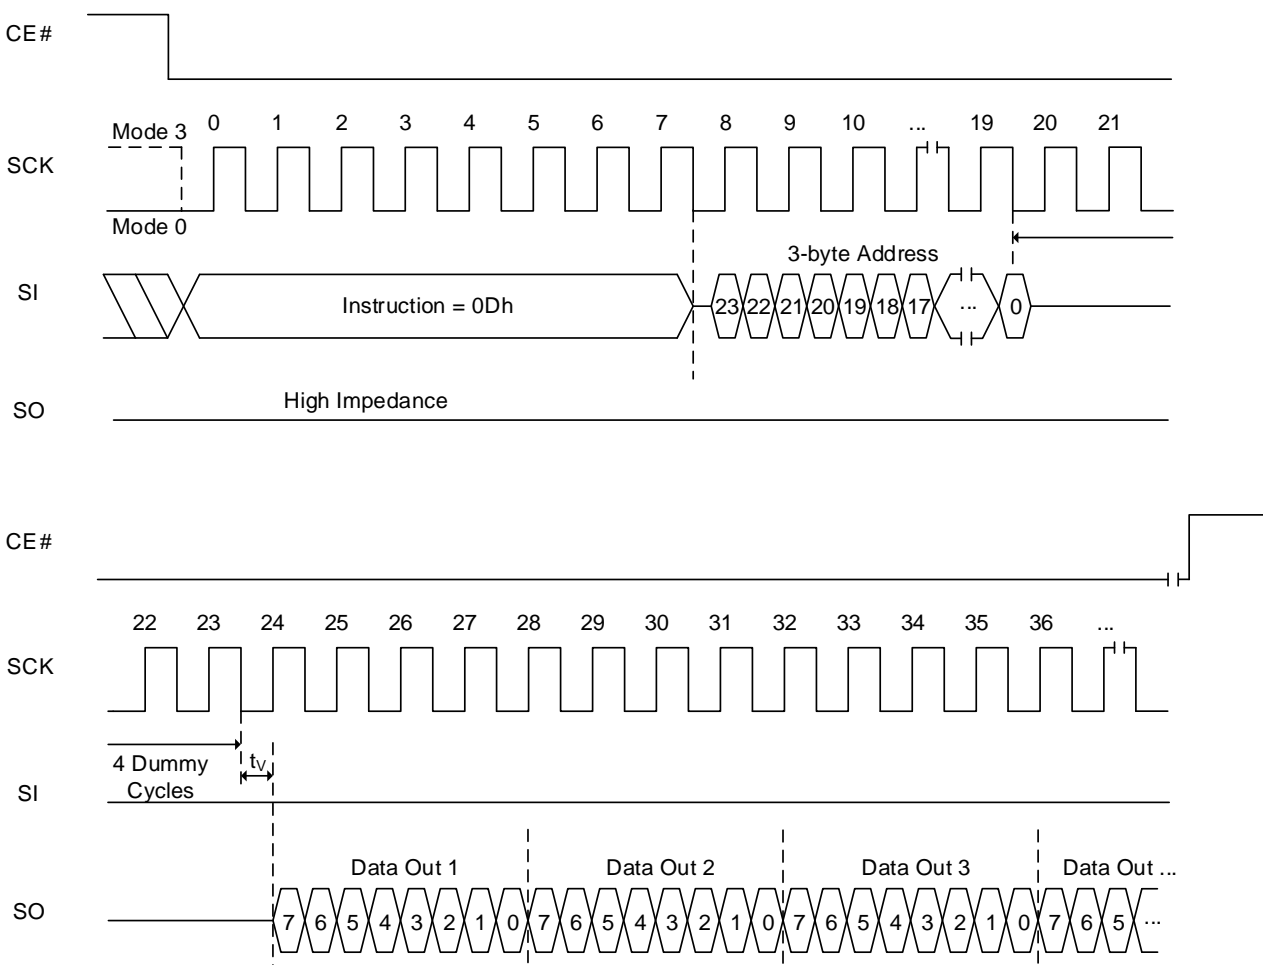 CE#
Mode 3 0 1 2 3 4 5 6 7 8 9 10 ... 19 20 21
SCK
Mode 0
3-byte Address
SI
Instruction = 0Dh 23 22 21 20 19 18 17 ... 0
High Impedance
SO
CE#
22 23 24 25 26 27 28 29 30 31 32 33 34 35 36 ...
SCK
4 Dummy tV
Cycles
SI
Data Out 1 Data Out 2 Data Out 3 Data Out ...
SO 7 6 5 4 3 2 1 0 7 6 5 4 3 2 1 0 7 6 5 4 3 2 1 0 7 6 5 ...